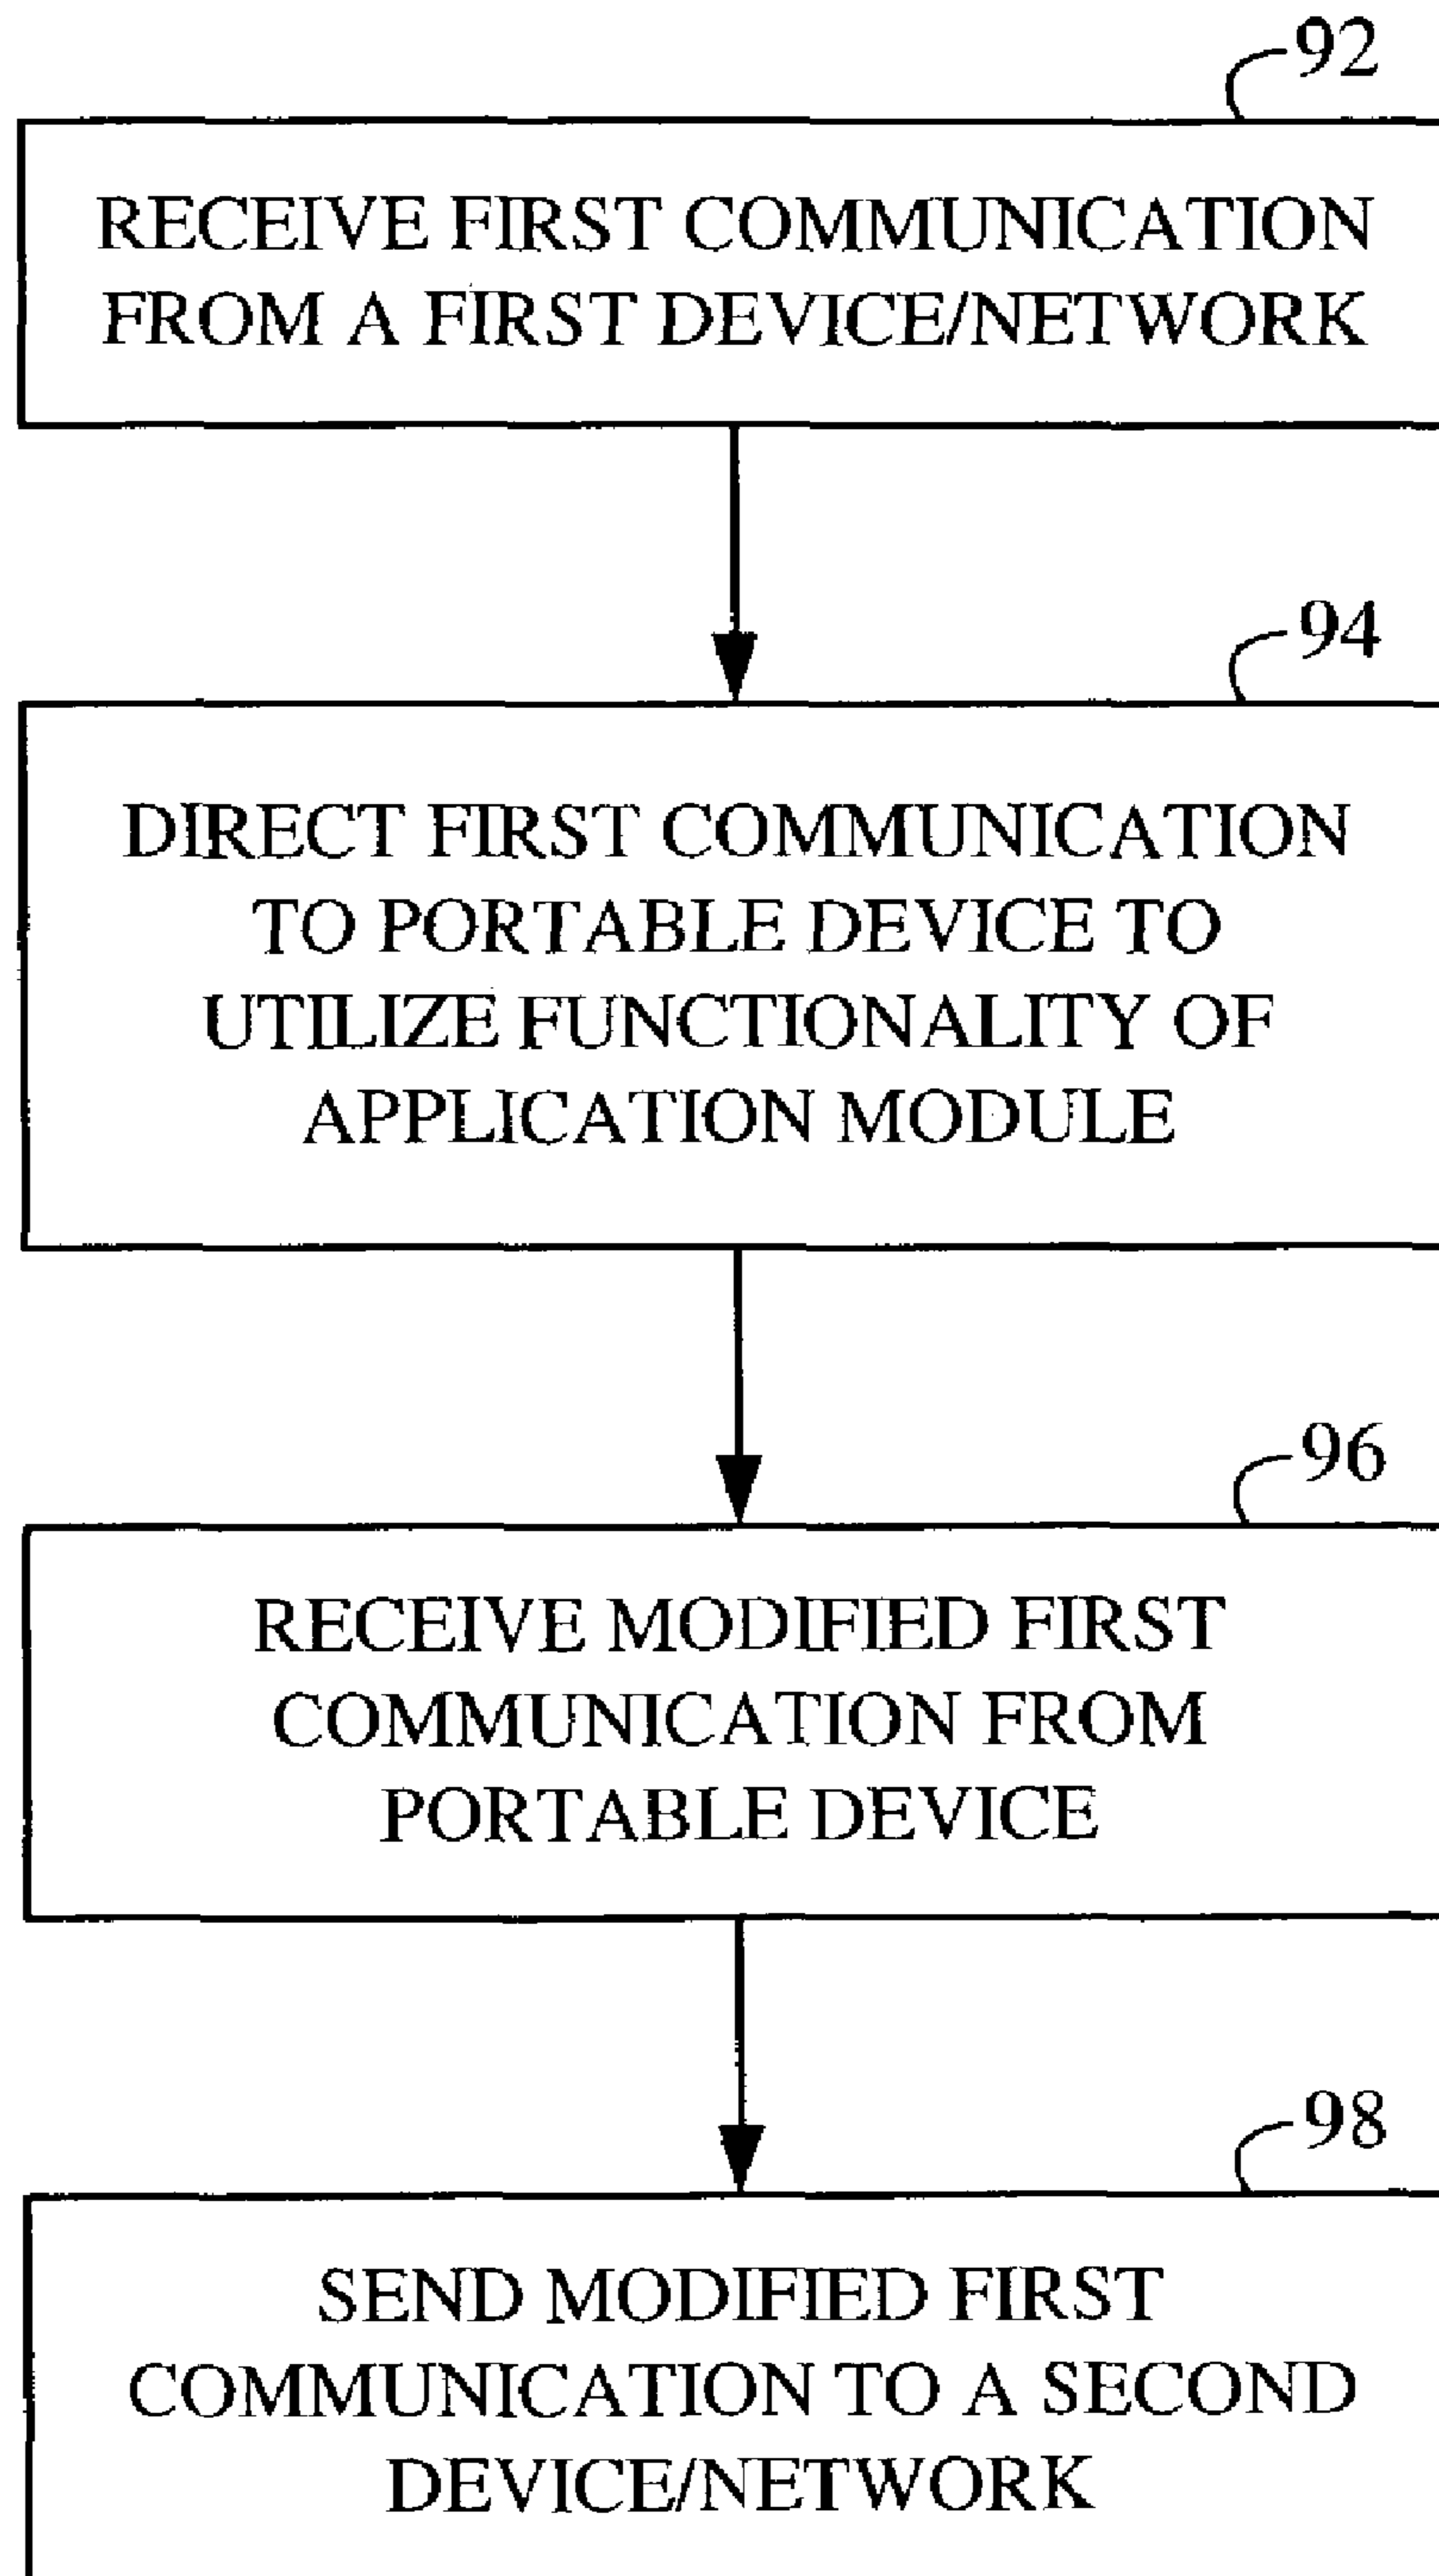 92
RECEIVE FIRST COMMUNICATION
FROM A FIRST DEVICE/NETWORK
94
DIRECT FIRST COMMUNICATION
TO PORTABLE DEVICE TO
UTILIZE FUNCTIONALITY OF
APPLICATION MODULE
96
RECEIVE MODIFIED FIRST
COMMUNICATION FROM
PORTABLE DEVICE
98
SEND MODIFIED FIRST
COMMUNICATION TO A SECOND
DEVICE/NETWORK